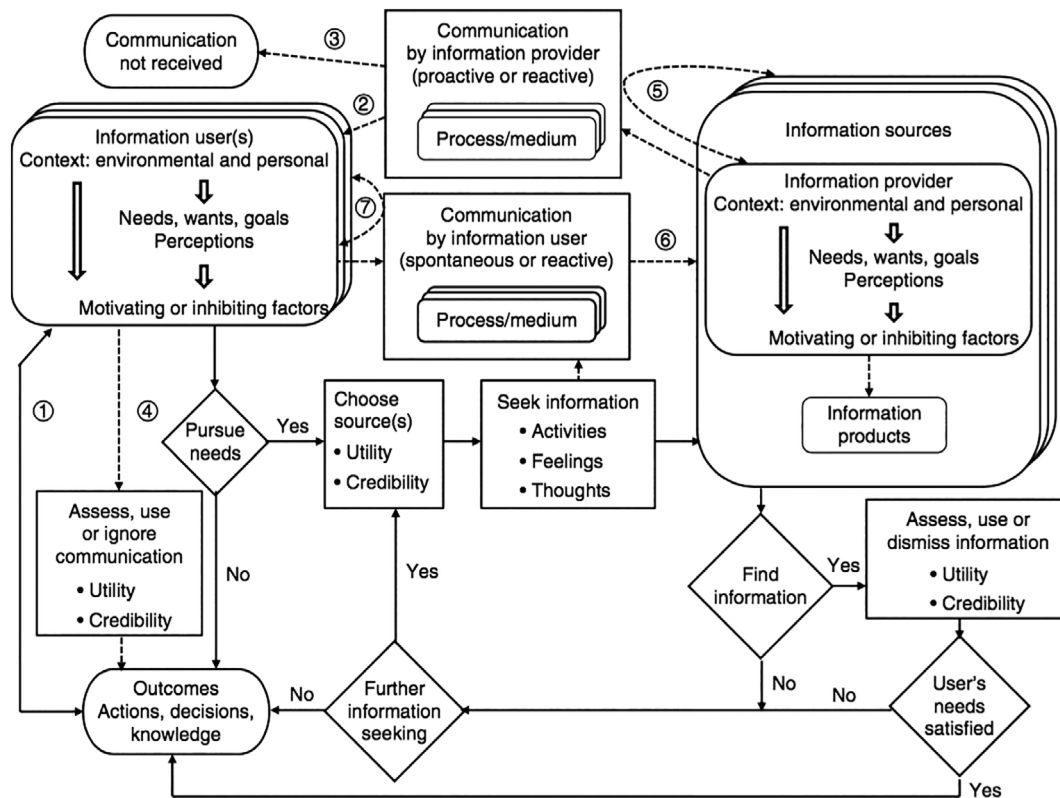 Communication
not received
③
Communication
by information provider
(proactive or reactive)
Process/medium
②
⑤
Information user(s)
Context: environmental and personal
Needs, wants, goals
Perceptions
Motivating or inhibiting factors
⑦
Communication
by information user
(spontaneous or reactive)
Process/medium
⑥
Information sources
Information provider
Context: environmental and personal
Needs, wants, goals
Perceptions
Motivating or inhibiting factors
Information
products
①
④
Pursue
needs
Yes
No
Choose
source(s)
• Utility
• Credibility
Seek information
• Activities
• Feelings
• Thoughts
Assess, use
or ignore
communication
• Utility
• Credibility
Yes
Find
information
Yes
No
Assess, use or
dismiss information
• Utility
• Credibility
Outcomes
Actions, decisions,
knowledge
No
Further
information
seeking
No
User's
needs
satisfied
Yes